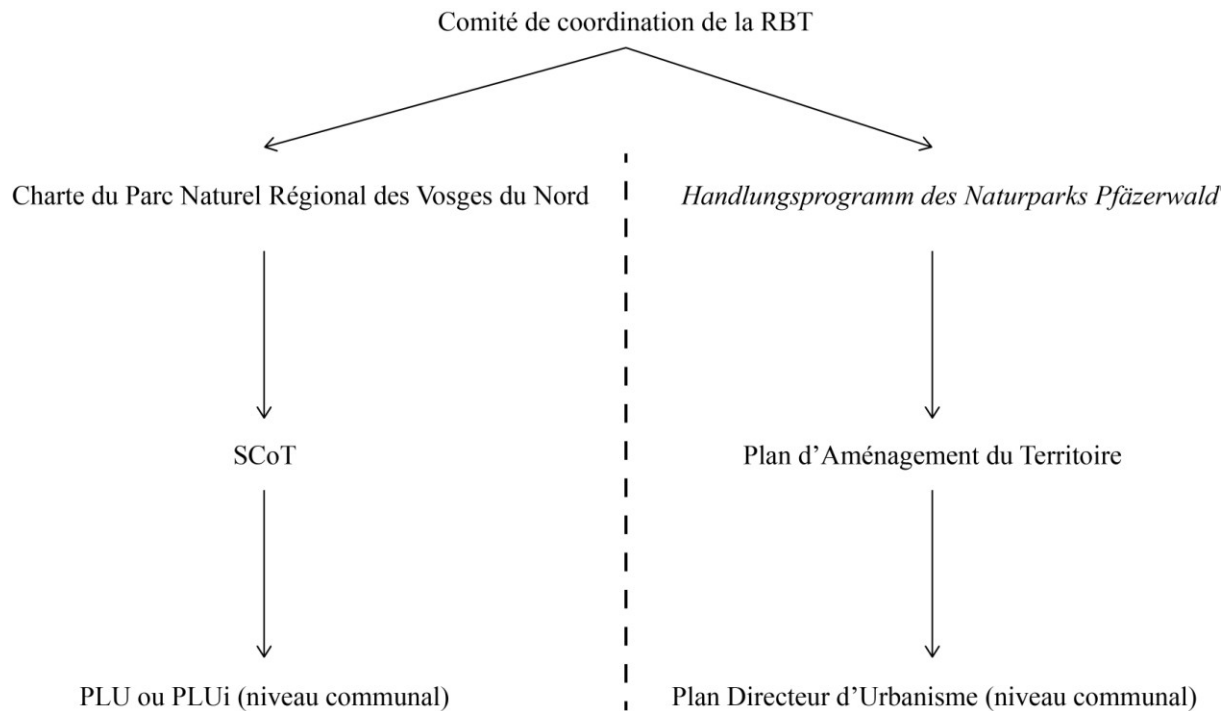 Comité de coordination de la RBT
Charte du Parc Naturel Régional des Vosges du Nord
Handlungsprogramm des Naturparks Pfäzerwald
SCoT
Plan d’Aménagement du Territoire
PLU ou PLUi (niveau communal)
Plan Directeur d’Urbanisme (niveau communal)